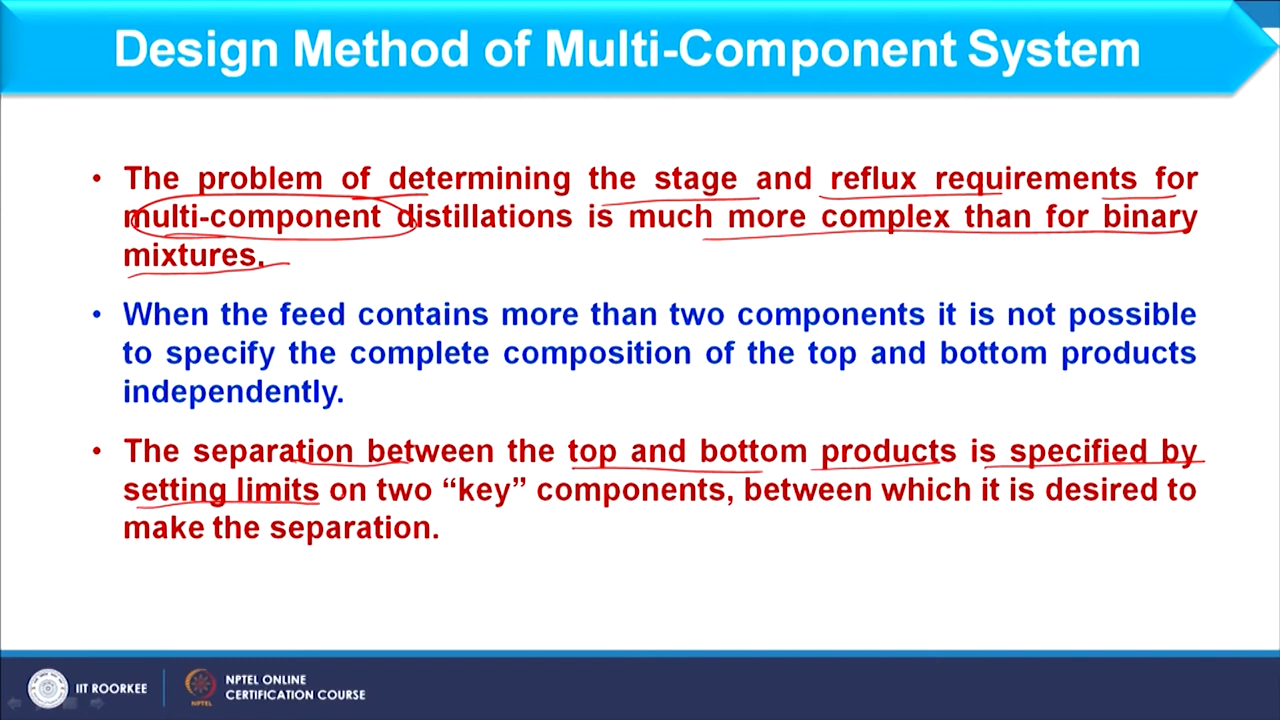 Design Method of Multi-Component System
• The problem of determining the stage and reflux requirements for
multi-component distillations is much more complex than for binary
mixtures.
• When the feed contains more than two components it is not possible
to specify the complete composition of the top and bottom products
independently.
• The separation between the top and bottom products is specified by
setting limits on two “key” components, between which it is desired to
make the separation.
IIT ROORKEE
NPTEL
NPTEL ONLINE
CERTIFICATION COURSE